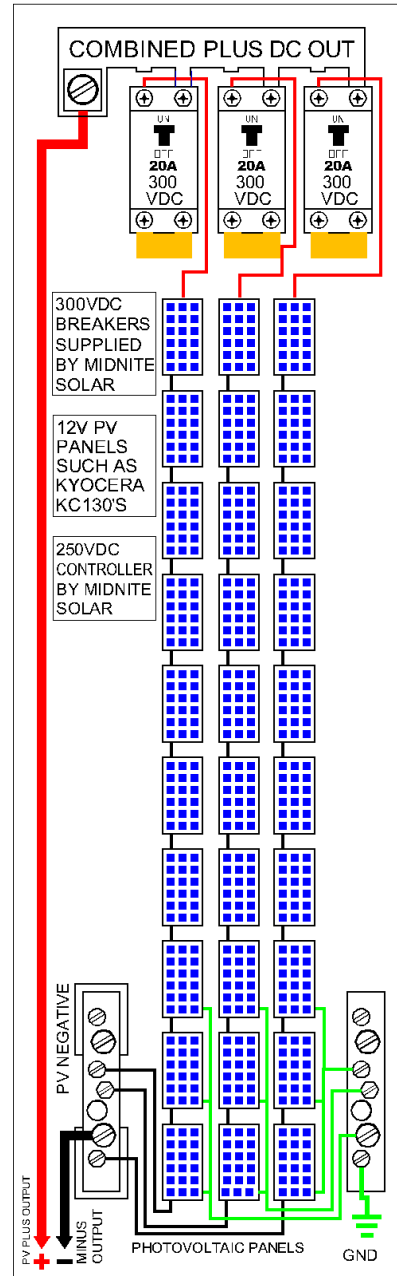 COMBINED PLUS DC OUT
ON
OFF
20A
300
VDC
ON
OFF
20A
300
VDC
ON
OFF
20A
300
VDC
300VDC
BREAKERS
SUPPLIED
BY MIDNITE
SOLAR
12V PV
PANELS
SUCH AS
KYOCERA
KC130'S
250VDC
CONTROLLER
BY MIDNITE
SOLAR
PV NEGATIVE
PV PLUS OUTPUT
+
−
MINUS
OUTPUT
PHOTOVOLTAIC PANELS
GND